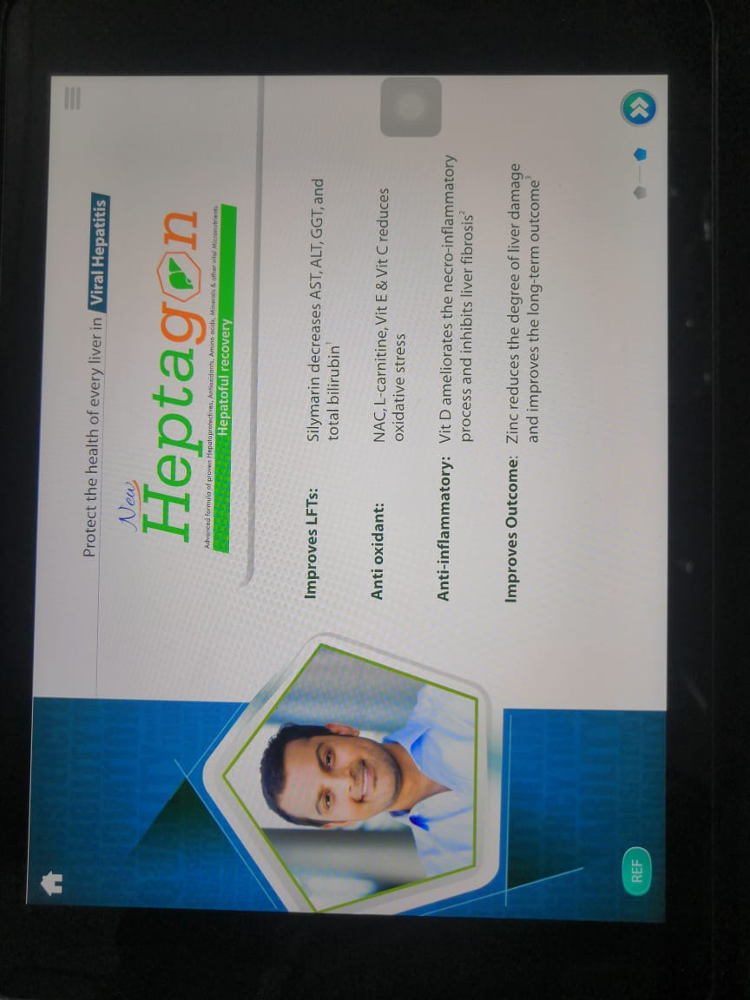 Protect the health of every liver in Viral Hepatitis
New
Heptagon
Advanced formula of proven Hepatoprotectives, Antioxidants, Amino acids, Minerals & other vital Micronutrients
Hepatoful recovery
Improves LFTs: Silymarin decreases AST, ALT, GGT, and
total bilirubin¹
Anti oxidant: NAC, L-carnitine, Vit E & Vit C reduces
oxidative stress
Anti-inflammatory: Vit D ameliorates the necro-inflammatory
process and inhibits liver fibrosis²
Improves Outcome: Zinc reduces the degree of liver damage
and improves the long-term outcome³
REF